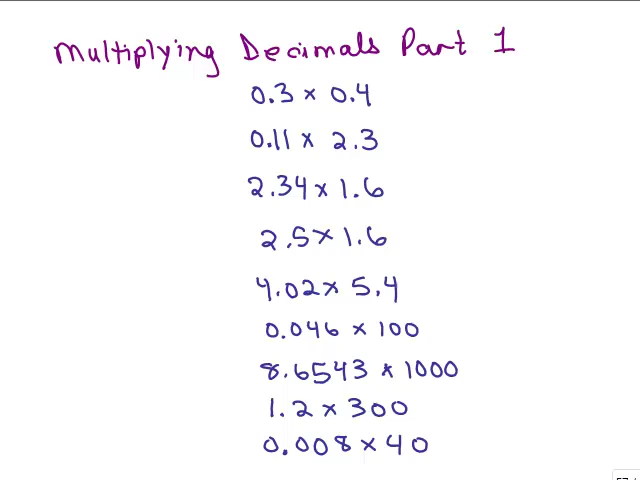 Multiplying Decimals Part 1
0.3 × 0.4
0.11 × 2.3
2.34 × 1.6
2.5 × 1.6
4.02 × 5.4
0.046 × 100
8.6543 × 1000
1.2 × 300
0.008 × 40